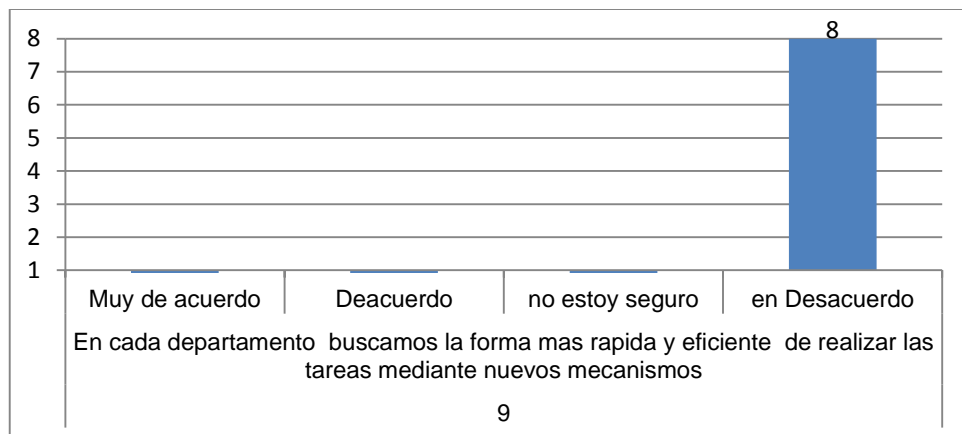 8
8
7
6
5
4
3
2
1
Muy de acuerdo
Deacuerdo
no estoy seguro
en Desacuerdo
En cada departamento buscamos la forma mas rapida y eficiente de realizar las
tareas mediante nuevos mecanismos
9